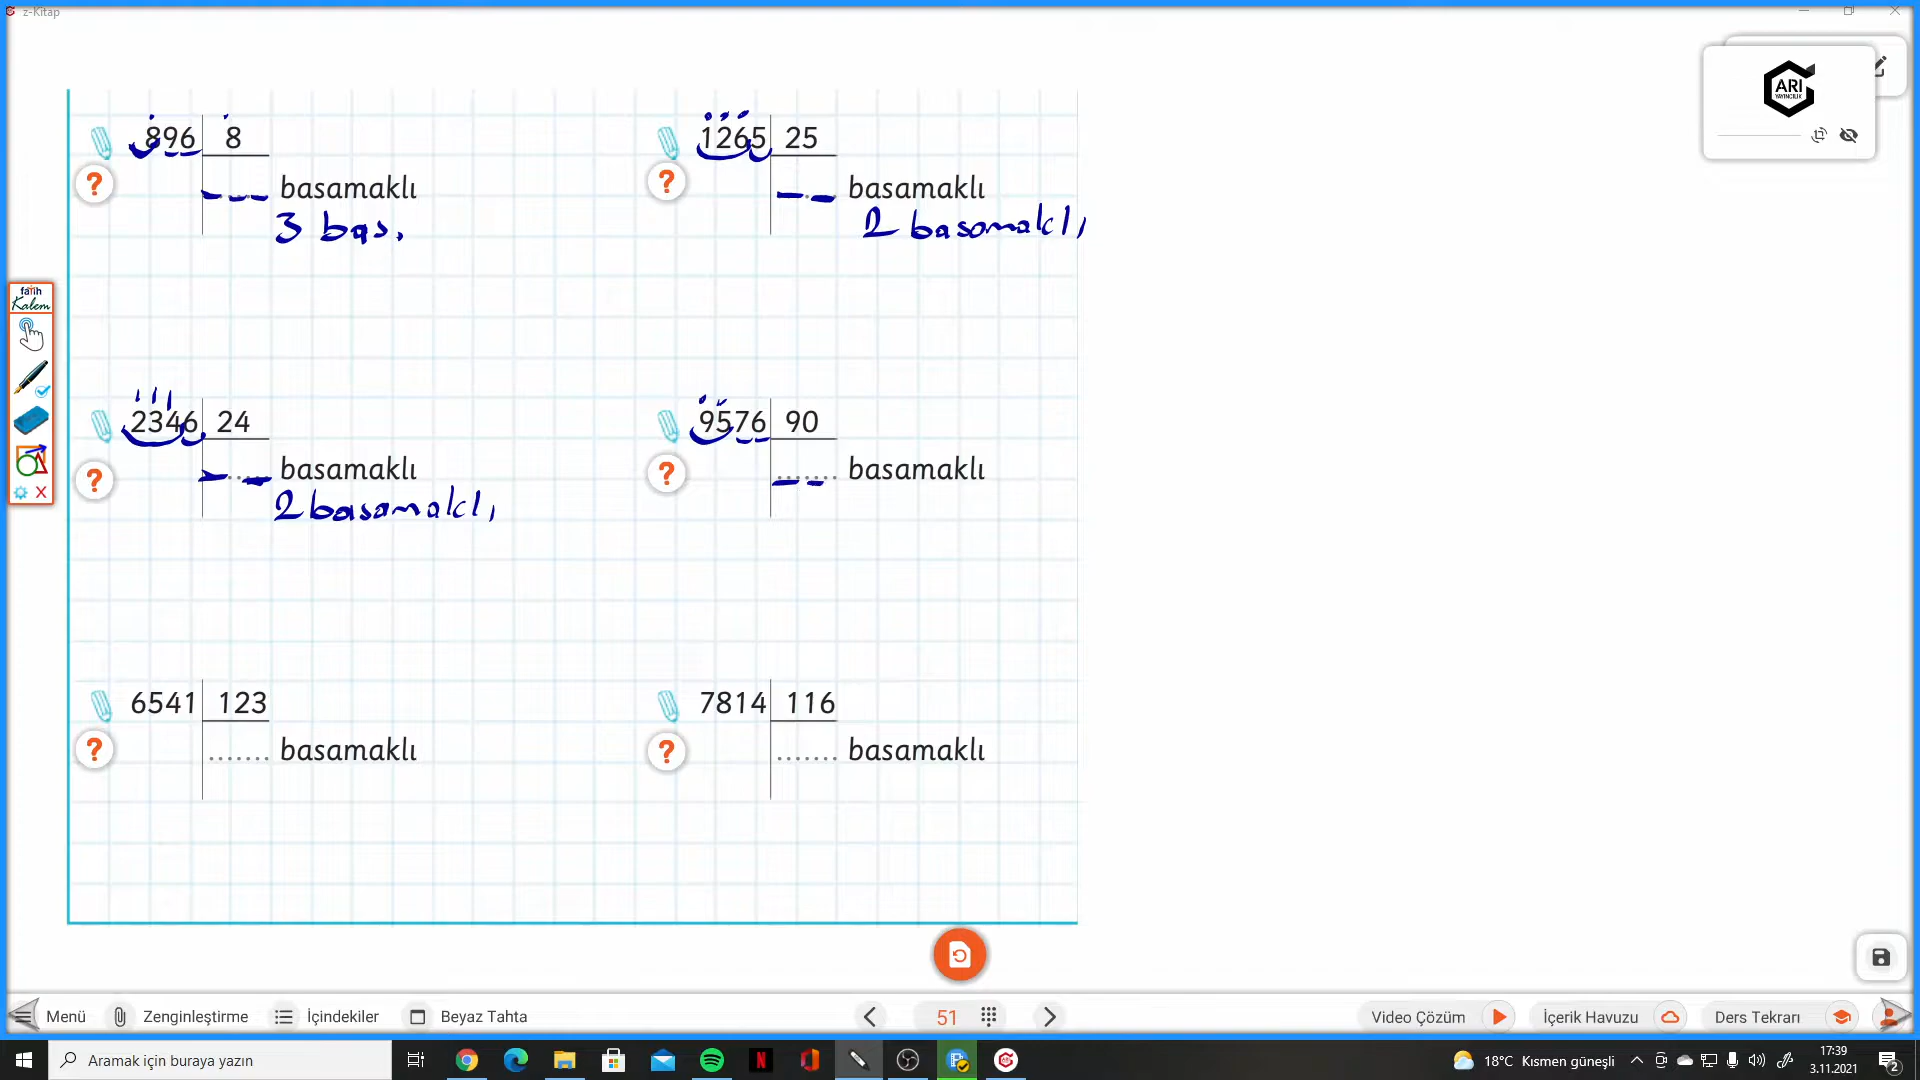 z-Kitap
ARI
YAYINCILIK
896 8
basamaklı
3 bas.
1265 25
basamaklı
2 basamaklı
fatih
Kalem
2346 24
basamaklı
2 basamaklı
9576 90
....... basamaklı
6541 123
....... basamaklı
7814 116
....... basamaklı
Menü Zenginleştirme İçindekiler Beyaz Tahta 51 Video Çözüm İçerik Havuzu Ders Tekrarı
Aramak için buraya yazın
18°C Kısmen güneşli
17:39
3.11.2021
2